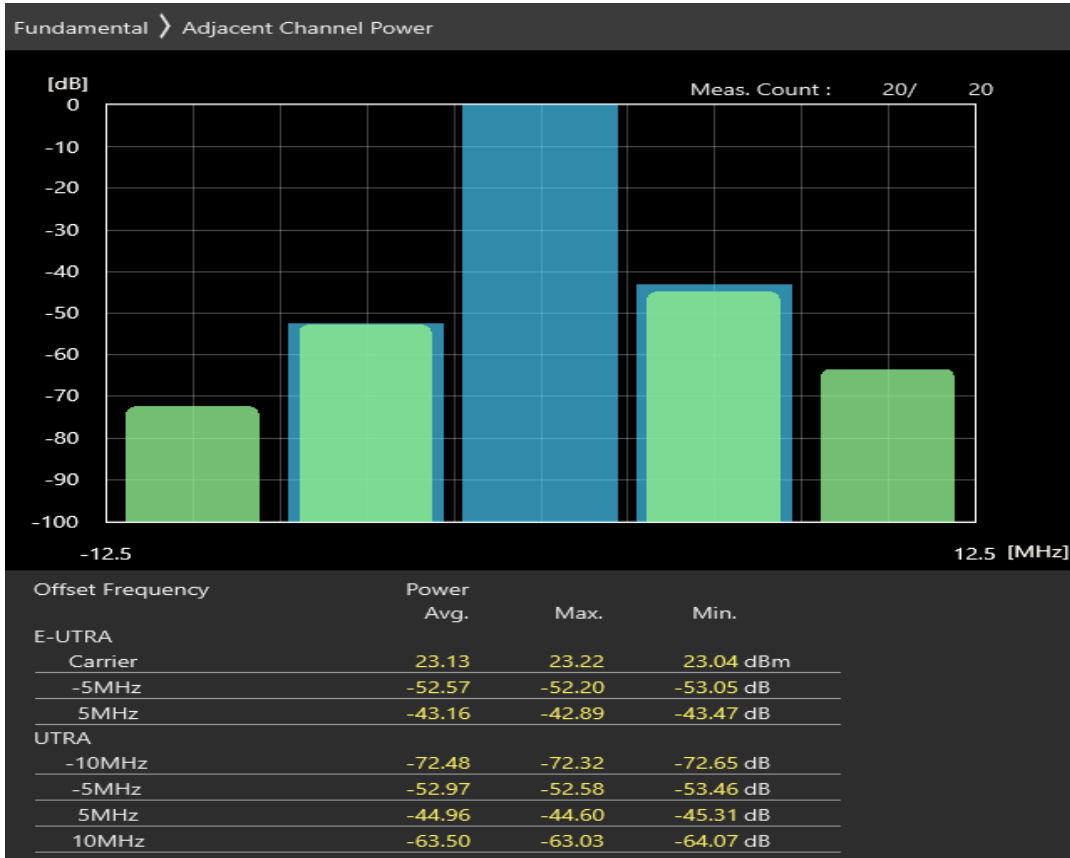 Fundamental 〉 Adjacent Channel Power
[dB]
Meas. Count : 20/ 20
0
-10
-20
-30
-40
-50
-60
-70
-80
-90
-100
-12.5 12.5 [MHz]
Offset Frequency Power
Avg. Max. Min.
E-UTRA
Carrier 23.13 23.22 23.04 dBm
-5MHz -52.57 -52.20 -53.05 dB
5MHz -43.16 -42.89 -43.47 dB
UTRA
-10MHz -72.48 -72.32 -72.65 dB
-5MHz -52.97 -52.58 -53.46 dB
5MHz -44.96 -44.60 -45.31 dB
10MHz -63.50 -63.03 -64.07 dB